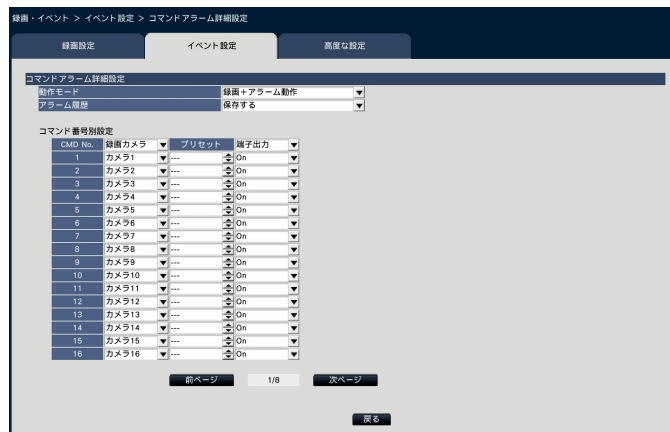 録画・イベント > イベント設定 > コマンドアラーム詳細設定
録画設定 イベント設定 高度な設定
コマンドアラーム詳細設定
動作モード 録画+アラーム動作
アラーム履歴 保存する
コマンド番号別設定
CMD No. 録画カメラ プリセット 端子出力
1 カメラ1 --- On
2 カメラ2 --- On
3 カメラ3 --- On
4 カメラ4 --- On
5 カメラ5 --- On
6 カメラ6 --- On
7 カメラ7 --- On
8 カメラ8 --- On
9 カメラ9 --- On
10 カメラ10 --- On
11 カメラ11 --- On
12 カメラ12 --- On
13 カメラ13 --- On
14 カメラ14 --- On
15 カメラ15 --- On
16 カメラ16 --- On
前ページ 1/8 次ページ
戻る